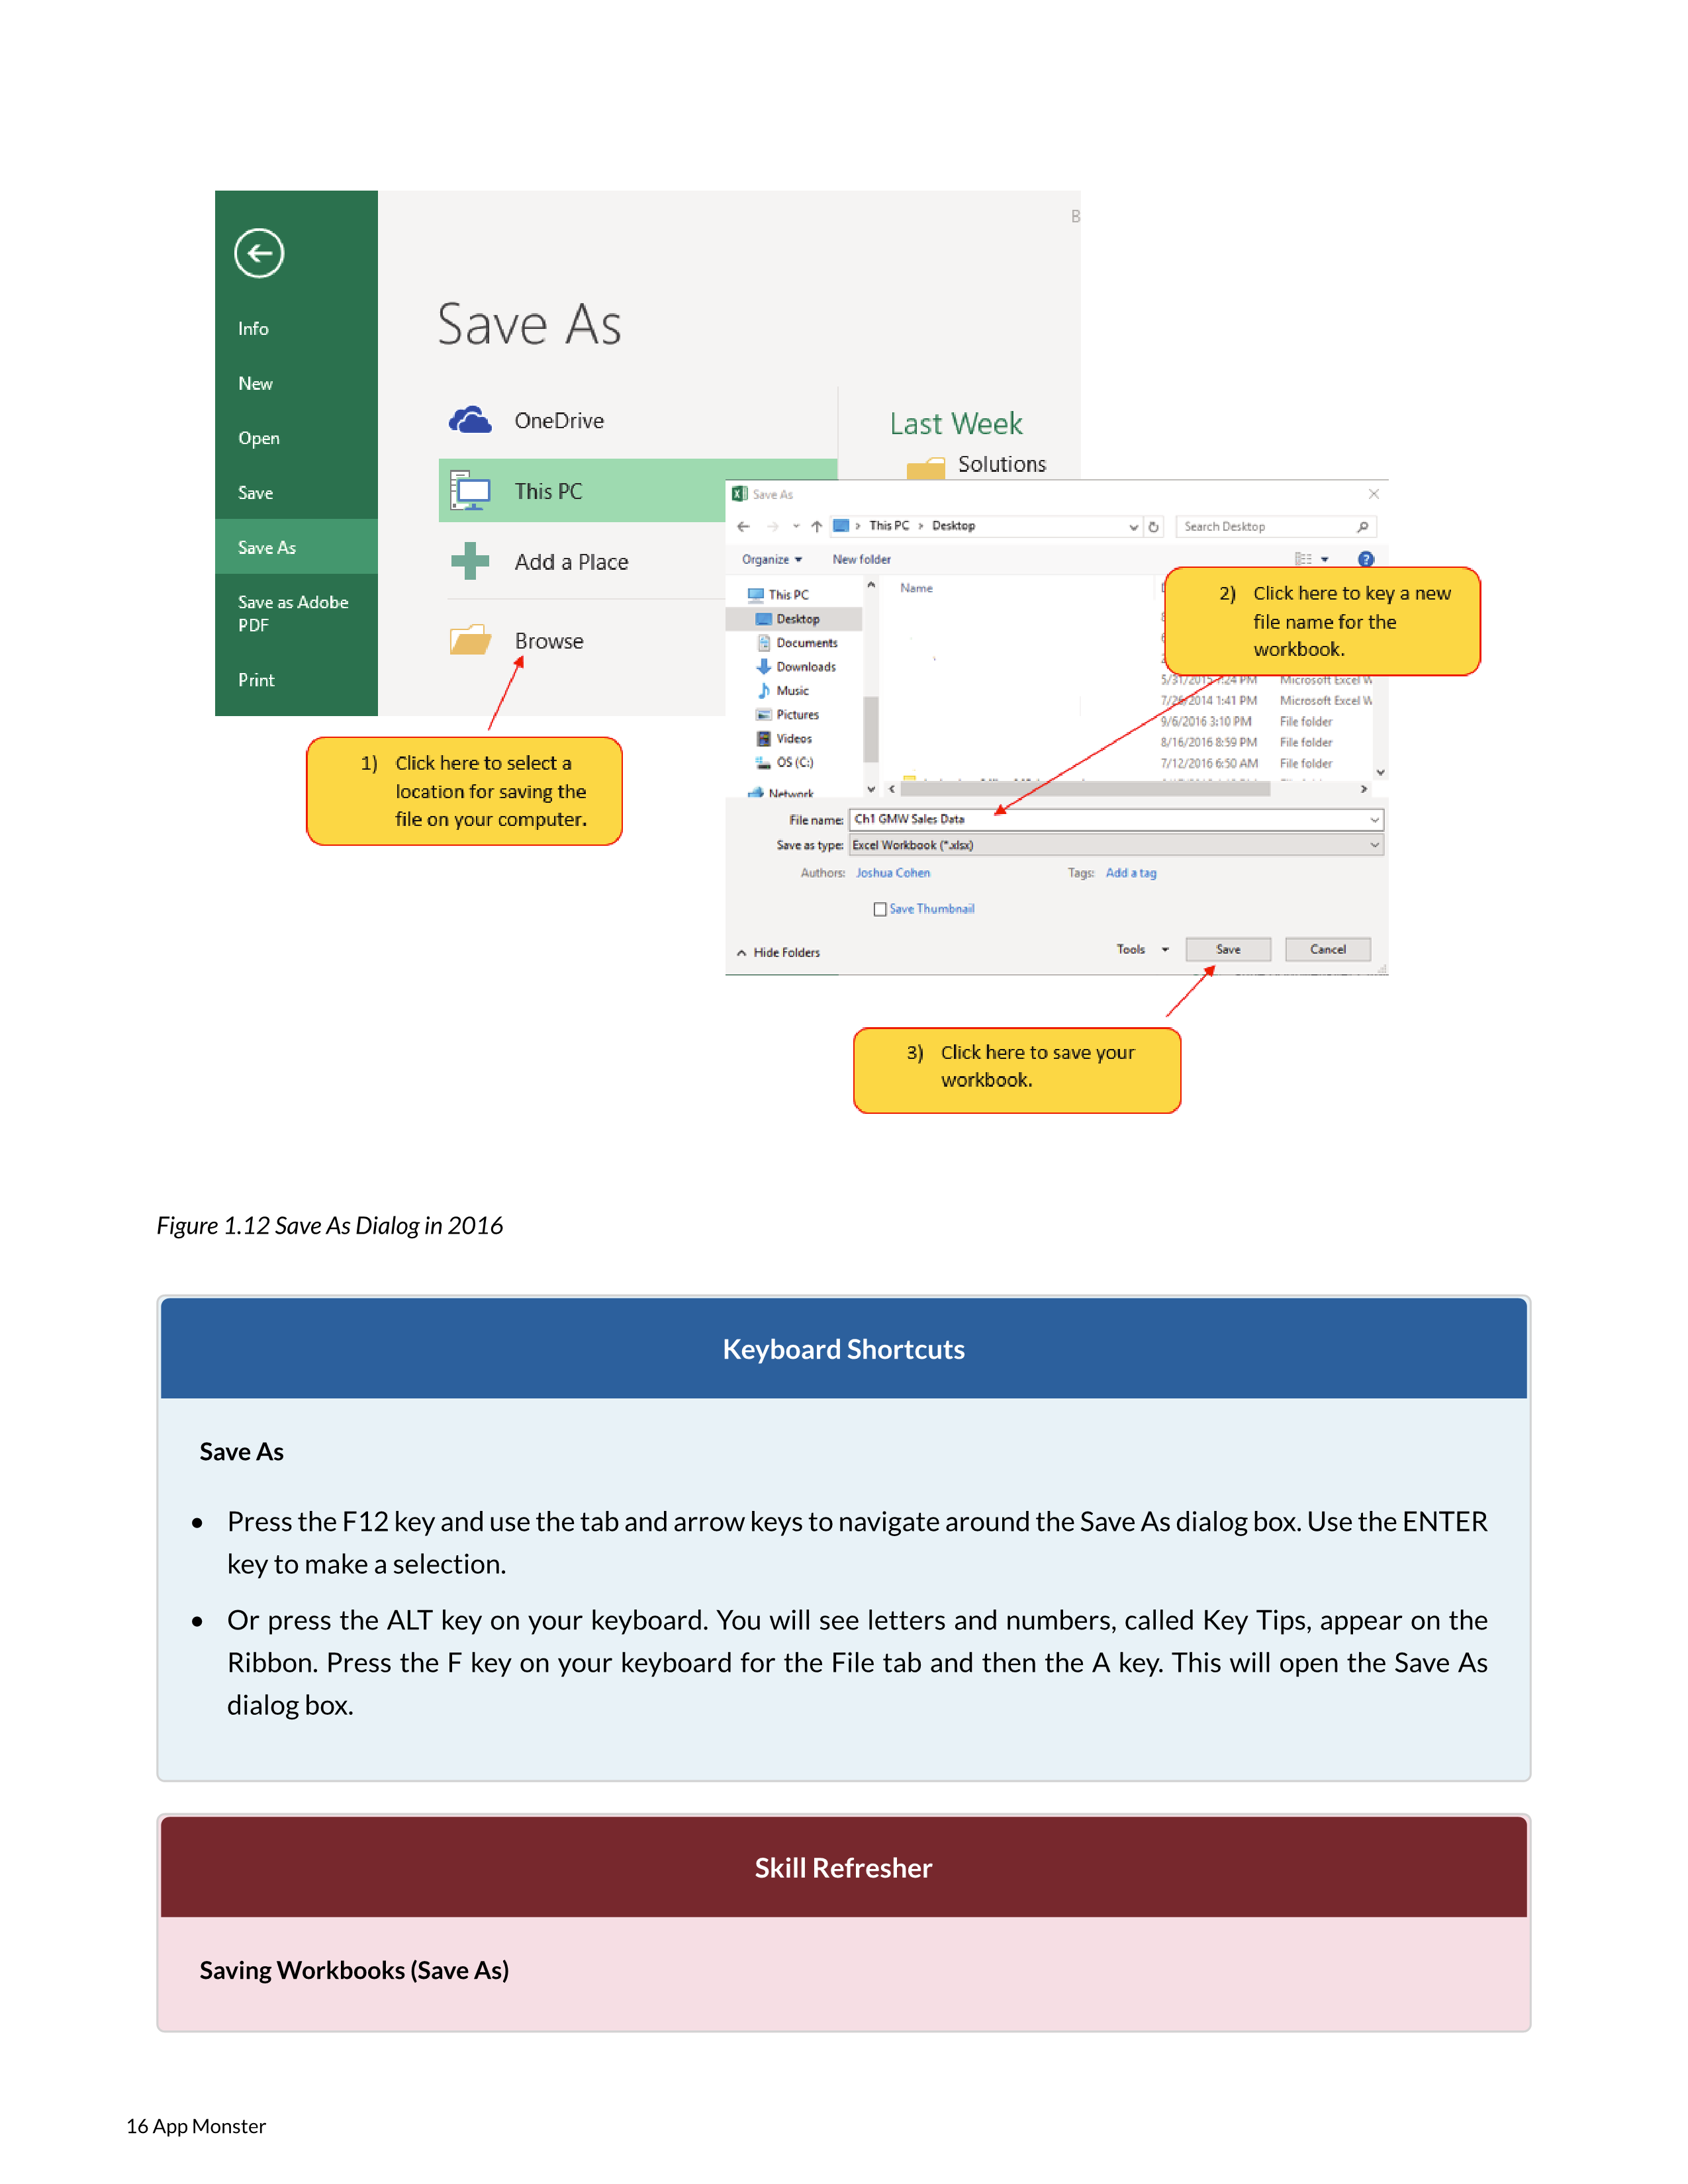 B
Save As
Info
New
Open
Save
Save As
Save as Adobe
PDF
Print
OneDrive
This PC
Add a Place
Browse
Last Week
Solutions
Save As
This PC > Desktop
Search Desktop
Organize
New folder
This PC
Desktop
Documents
Downloads
Music
Pictures
Videos
OS (C:)
Network
Name
5/31/2015 1:24 PM Microsoft Excel W
7/26/2014 1:41 PM Microsoft Excel W
9/6/2016 3:10 PM File folder
8/16/2016 8:59 PM File folder
7/12/2016 6:50 AM File folder
File name: Ch1 GMW Sales Data
Save as type: Excel Workbook (*.xlsx)
Authors: Joshua Cohen Tags: Add a tag
Save Thumbnail
Hide Folders
Tools
Save
Cancel
1) Click here to select a
location for saving the
file on your computer.
2) Click here to key a new
file name for the
workbook.
3) Click here to save your
workbook.
Figure 1.12 Save As Dialog in 2016
Keyboard Shortcuts
Save As
• Press the F12 key and use the tab and arrow keys to navigate around the Save As dialog box. Use the ENTER
key to make a selection.
• Or press the ALT key on your keyboard. You will see letters and numbers, called Key Tips, appear on the
Ribbon. Press the F key on your keyboard for the File tab and then the A key. This will open the Save As
dialog box.
Skill Refresher
Saving Workbooks (Save As)
16 App Monster